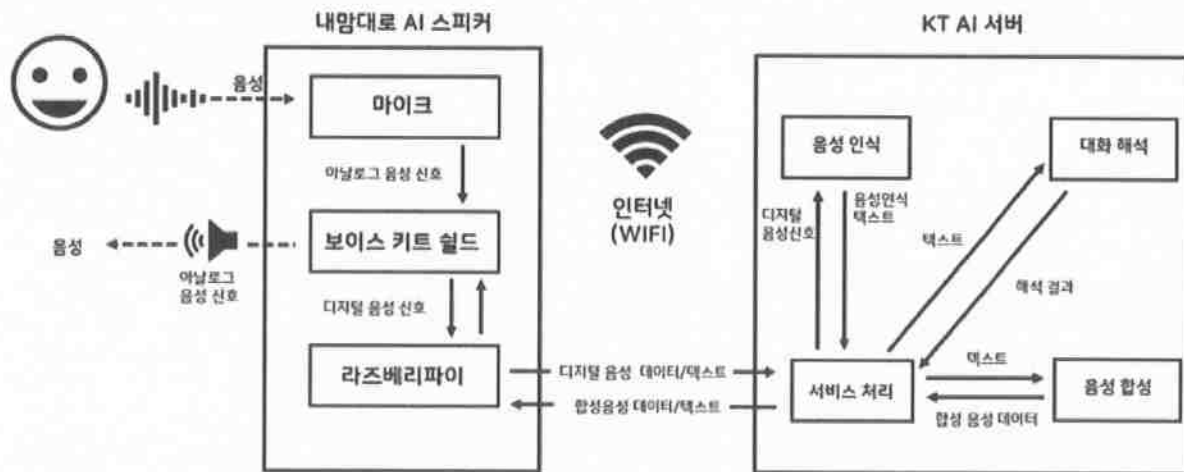 내맘대로 AI 스피커
KT AI 서버
음성
마이크
아날로그 음성 신호
보이스 키트 쉴드
음성
아날로그
음성 신호
디지털 음성 신호
라즈베리파이
인터넷
(WIFI)
디지털 음성 데이터/텍스트
합성음성 데이터/텍스트
음성 인식
대화 해석
디지털
음성신호
음성인식
텍스트
텍스트
해석 결과
서비스 처리
텍스트
합성 음성 데이터
음성 합성